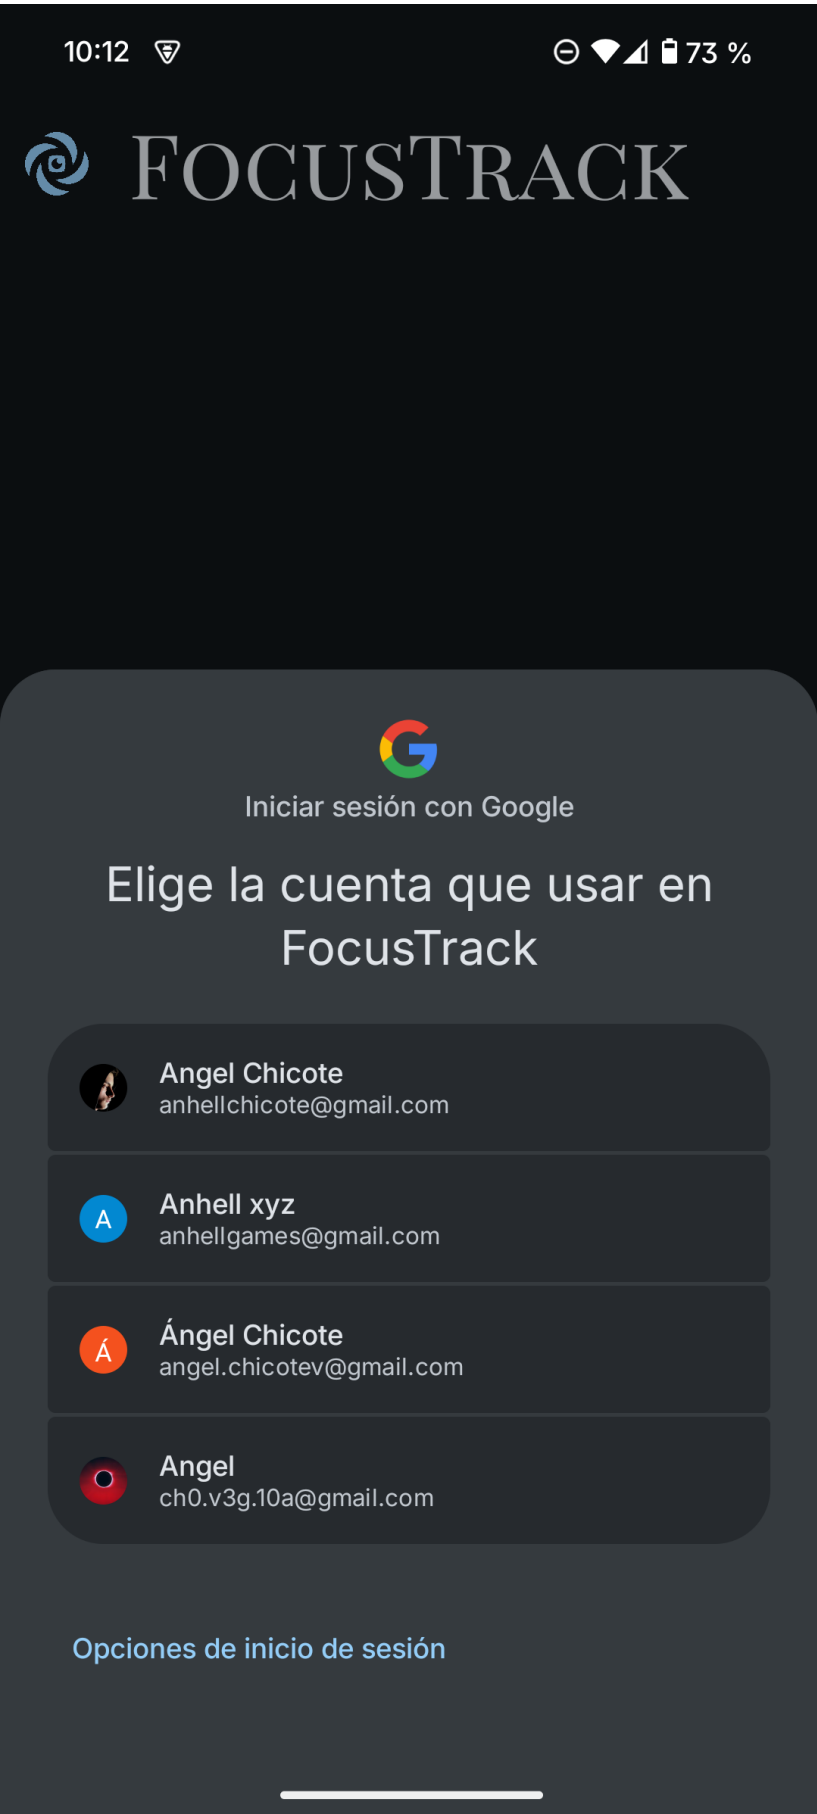 10:12
73 %
FocusTrack
Iniciar sesión con Google
Elige la cuenta que usar en
FocusTrack
Angel Chicote
anhellchicote@gmail.com
A
Anhell xyz
anhellgames@gmail.com
Á
Ángel Chicote
angel.chicotev@gmail.com
Angel
ch0.v3g.10a@gmail.com
Opciones de inicio de sesión